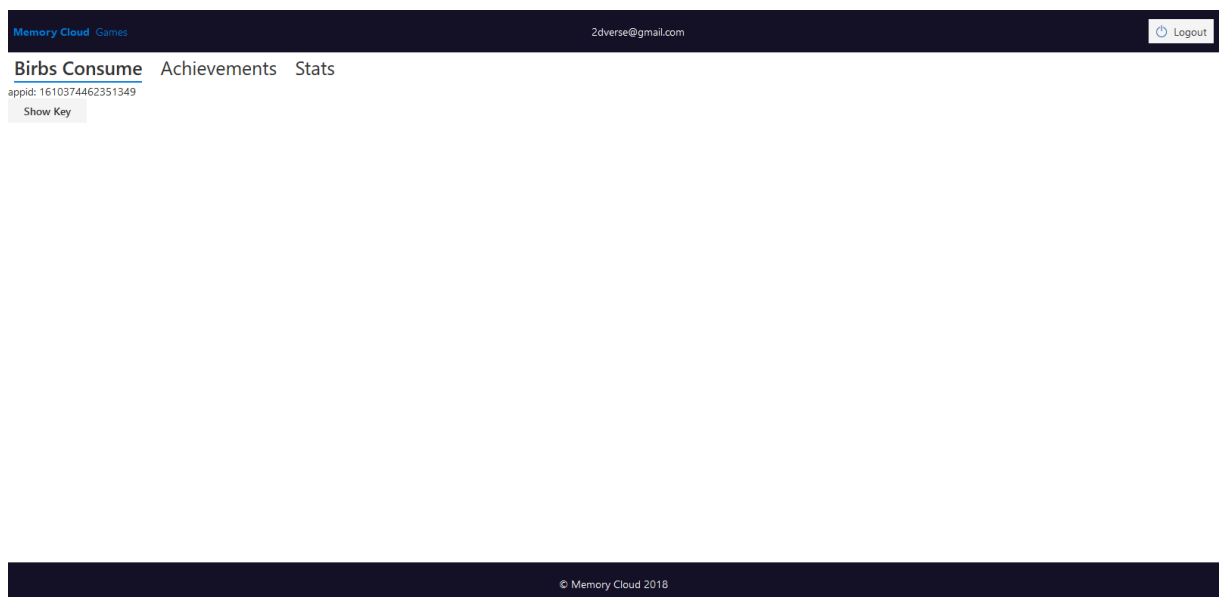 Memory Cloud Games 2dverse@gmail.com Logout
Birbs Consume Achievements Stats
appid: 1610374462351349
Show Key
© Memory Cloud 2018